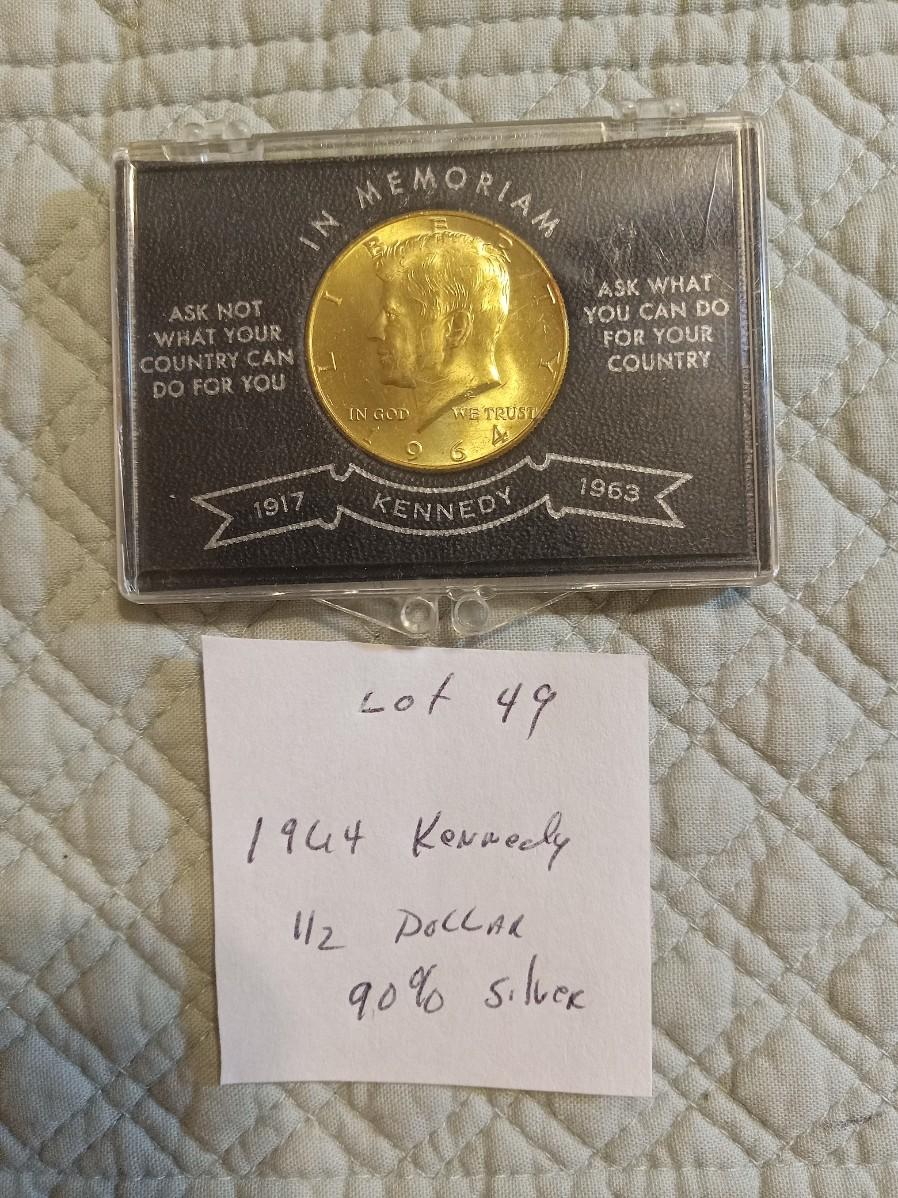 IN MEMORIAM
LIBERTY
ASK NOT
WHAT YOUR
COUNTRY CAN
DO FOR YOU
ASK WHAT
YOU CAN DO
FOR YOUR
COUNTRY
IN GOD WE TRUST
1964
1917 KENNEDY 1963
Lot 49
1964 Kennedy
1/2 DOLLAR
90% Silver